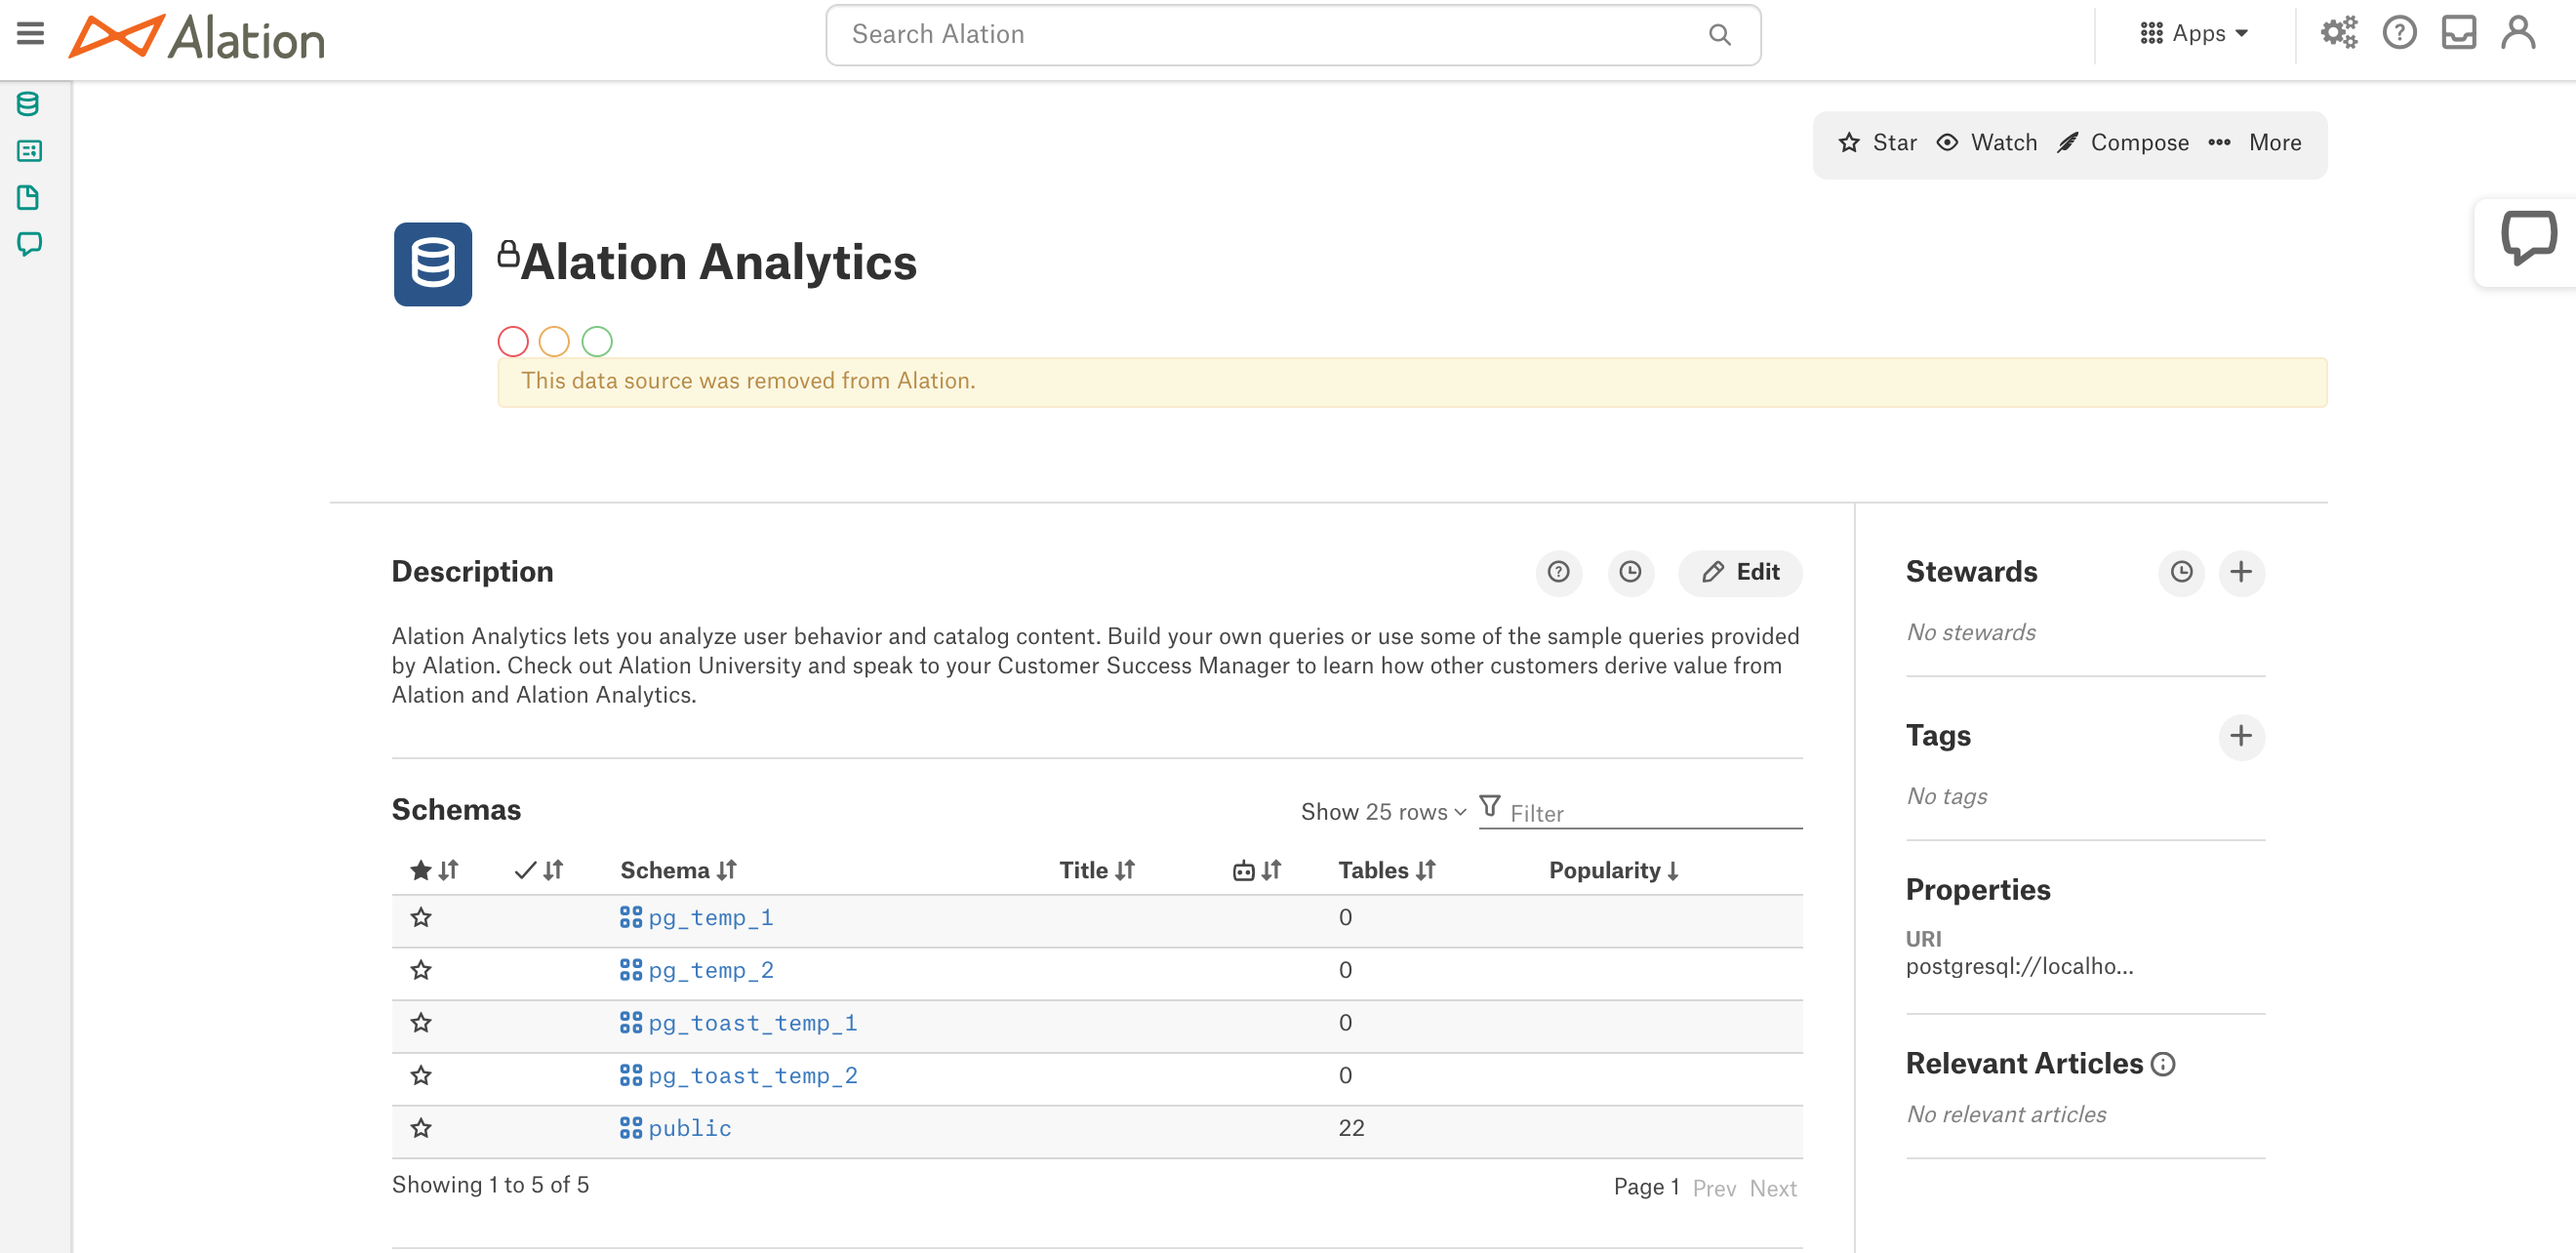 Alation
Search Alation
Apps
Star Watch Compose More
Alation Analytics
This data source was removed from Alation.
Description
Edit
Alation Analytics lets you analyze user behavior and catalog content. Build your own queries or use some of the sample queries provided
by Alation. Check out Alation University and speak to your Customer Success Manager to learn how other customers derive value from
Alation and Alation Analytics.
Schemas
Show 25 rows
Filter
Schema Title Tables Popularity
pg_temp_1 0
pg_temp_2 0
pg_toast_temp_1 0
pg_toast_temp_2 0
public 22
Showing 1 to 5 of 5
Page 1 Prev Next
Stewards
No stewards
Tags
No tags
Properties
URI
postgresql://localho...
Relevant Articles
No relevant articles